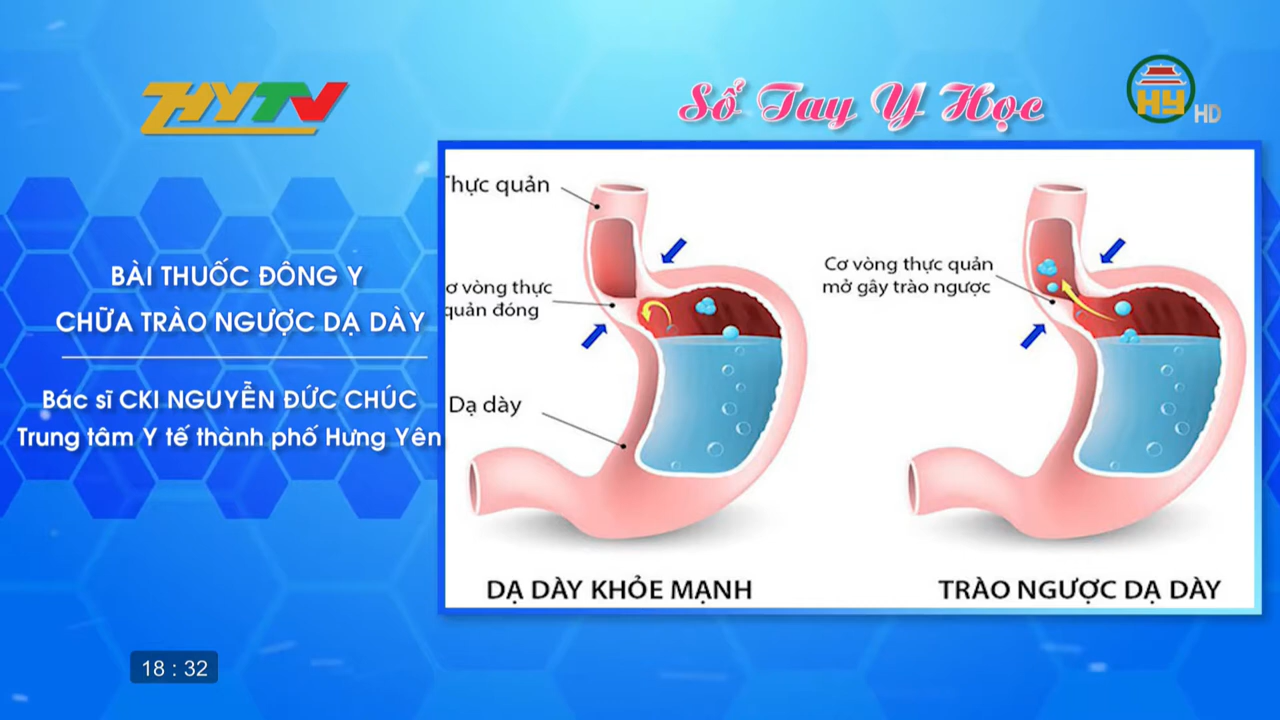 HYTV
Sổ Tay Y Học
HY HD
BÀI THUỐC ĐÔNG Y
CHỮA TRÀO NGƯỢC DẠ DÀY
Bác sĩ CKI NGUYỄN ĐỨC CHÚC
Trung tâm Y tế thành phố Hưng Yên
Thực quản
vòng thực
quản đóng
Dạ dày
DẠ DÀY KHỎE MẠNH
Cơ vòng thực quản
mở gây trào ngược
TRÀO NGƯỢC DẠ DÀY
18 : 32